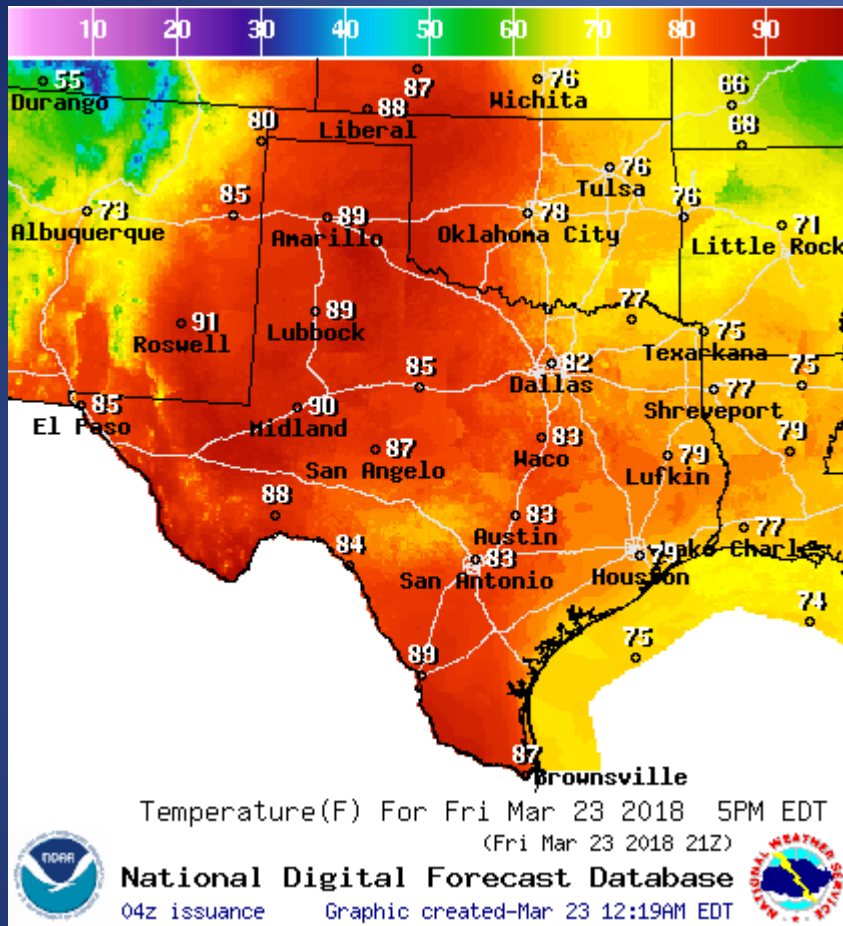 10 20 30 40 50 60 70 80 90
55
Durango
87
76
Wichita
88
Liberal
66
80
68
76
Tulsa
73
Albuquerque
85
89
Amarillo
78
Oklahoma City
76
71
Little Rock
91
Roswell
89
Lubbock
77
75
Texarkana
82
Dallas
85
77
Shreveport
75
85
El Paso
90
Midland
87
San Angelo
83
Waco
79
Lufkin
79
88
83
Austin
77
Lake Charles
84
83
San Antonio
79
Houston
74
75
89
87
Brownsville
Temperature(F) For Fri Mar 23 2018 5PM EDT
(Fri Mar 23 2018 21Z)
National Digital Forecast Database
04z issuance Graphic created-Mar 23 12:19AM EDT
noaa
NATIONAL WEATHER SERVICE